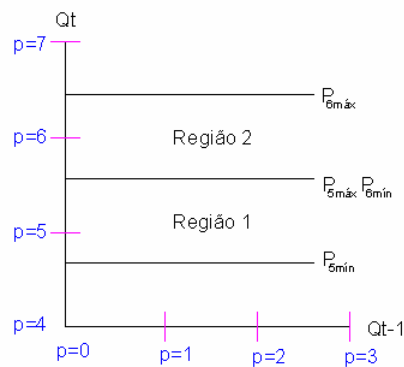 Qt
p=7
P6máx
p=6
Região 2
P5máx P6mín
Região 1
p=5
P5mín
p=4
Qt-1
p=0
p=1
p=2
p=3